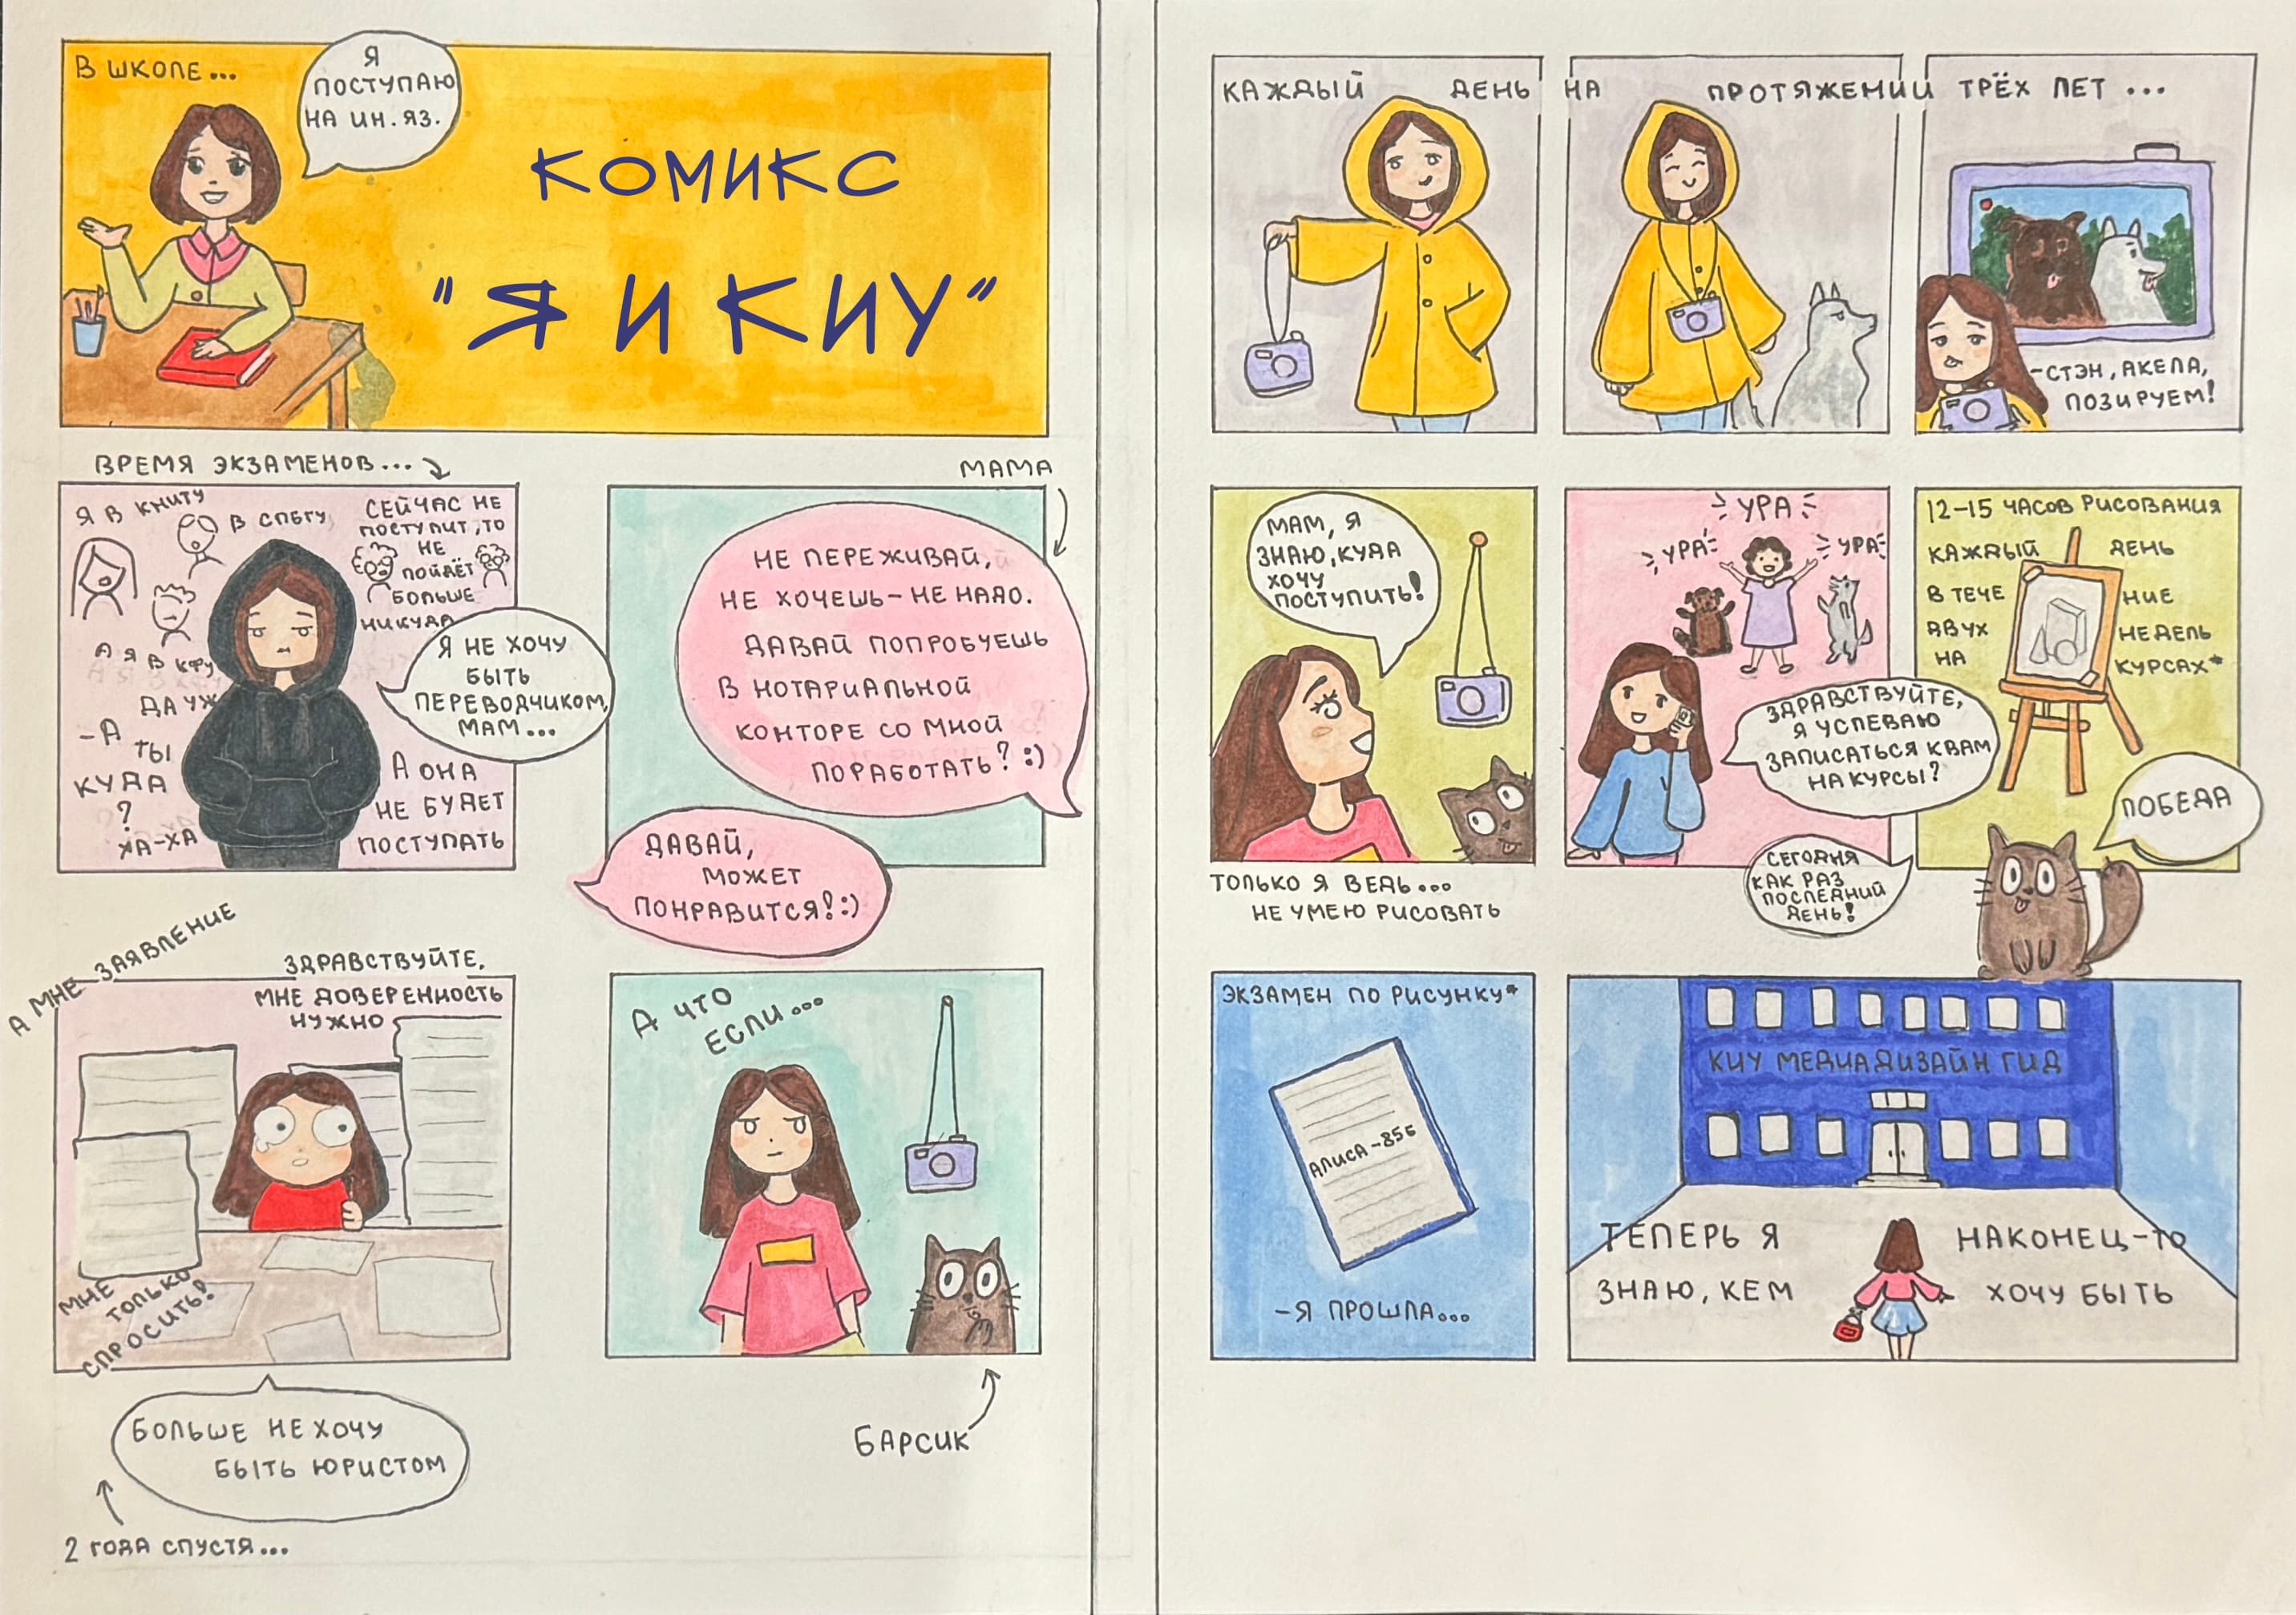 В ШКОЛЕ...
Я
ПОСТУПАЮ
НА ИН. ЯЗ.
КОМИКС
"Я И КИУ"
ВРЕМЯ ЭКЗАМЕНОВ...
Я В КНИТУ
В СПБГУ
СЕЙЧАС НЕ
ПОСТУПИТ, ТО
НЕ
ПОЙДЁТ
БОЛЬШЕ
НИКУДА
А Я В КФУ
ДА УЖ
- А
ТЫ
КУДА
?
ХА-ХА
Я НЕ ХОЧУ
БЫТЬ
ПЕРЕВОДЧИКОМ,
МАМ...
А ОНА
НЕ БУДЕТ
ПОСТУПАТЬ
МАМА
НЕ ПЕРЕЖИВАЙ,
НЕ ХОЧЕШЬ - НЕ НАДО.
ДАВАЙ ПОПРОБУЕШЬ
В НОТАРИАЛЬНОЙ
КОНТОРЕ СО МНОЙ
ПОРАБОТАТЬ? :)
ДАВАЙ,
МОЖЕТ
ПОНРАВИТСЯ! :)
А МНЕ ЗАЯВЛЕНИЕ
ЗДРАВСТВУЙТЕ,
МНЕ ДОВЕРЕННОСТЬ
НУЖНО
МНЕ
ТОЛЬКО
СПРОСИТЬ!
БОЛЬШЕ НЕ ХОЧУ
БЫТЬ ЮРИСТОМ
2 ГОДА СПУСТЯ...
А ЧТО
ЕСЛИ...
БАРСИК
КАЖДЫЙ ДЕНЬ НА ПРОТЯЖЕНИИ ТРЁХ ЛЕТ...
- СТЭН, АКЕЛА,
ПОЗИРУЕМ!
МАМ, Я
ЗНАЮ, КУДА
ХОЧУ
ПОСТУПИТЬ!
ТОЛЬКО Я ВЕДЬ...
НЕ УМЕЮ РИСОВАТЬ
УРА
УРА
УРА
ЗДРАВСТВУЙТЕ,
Я УСПЕВАЮ
ЗАПИСАТЬСЯ К ВАМ
НА КУРСЫ?
СЕГОДНЯ
КАК РАЗ
ПОСЛЕДНИЙ
ДЕНЬ!
12-15 ЧАСОВ РИСОВАНИЯ
КАЖДЫЙ ДЕНЬ
В ТЕЧЕ НИЕ
ДВУХ НЕДЕЛЬ
НА КУРСАХ*
ПОБЕДА
ЭКЗАМЕН ПО РИСУНКУ*
АЛИСА - 85Б
- Я ПРОШЛА...
КИУ МЕДИАДИЗАЙН ГИД
ТЕПЕРЬ Я НАКОНЕЦ-ТО
ЗНАЮ, КЕМ ХОЧУ БЫТЬ